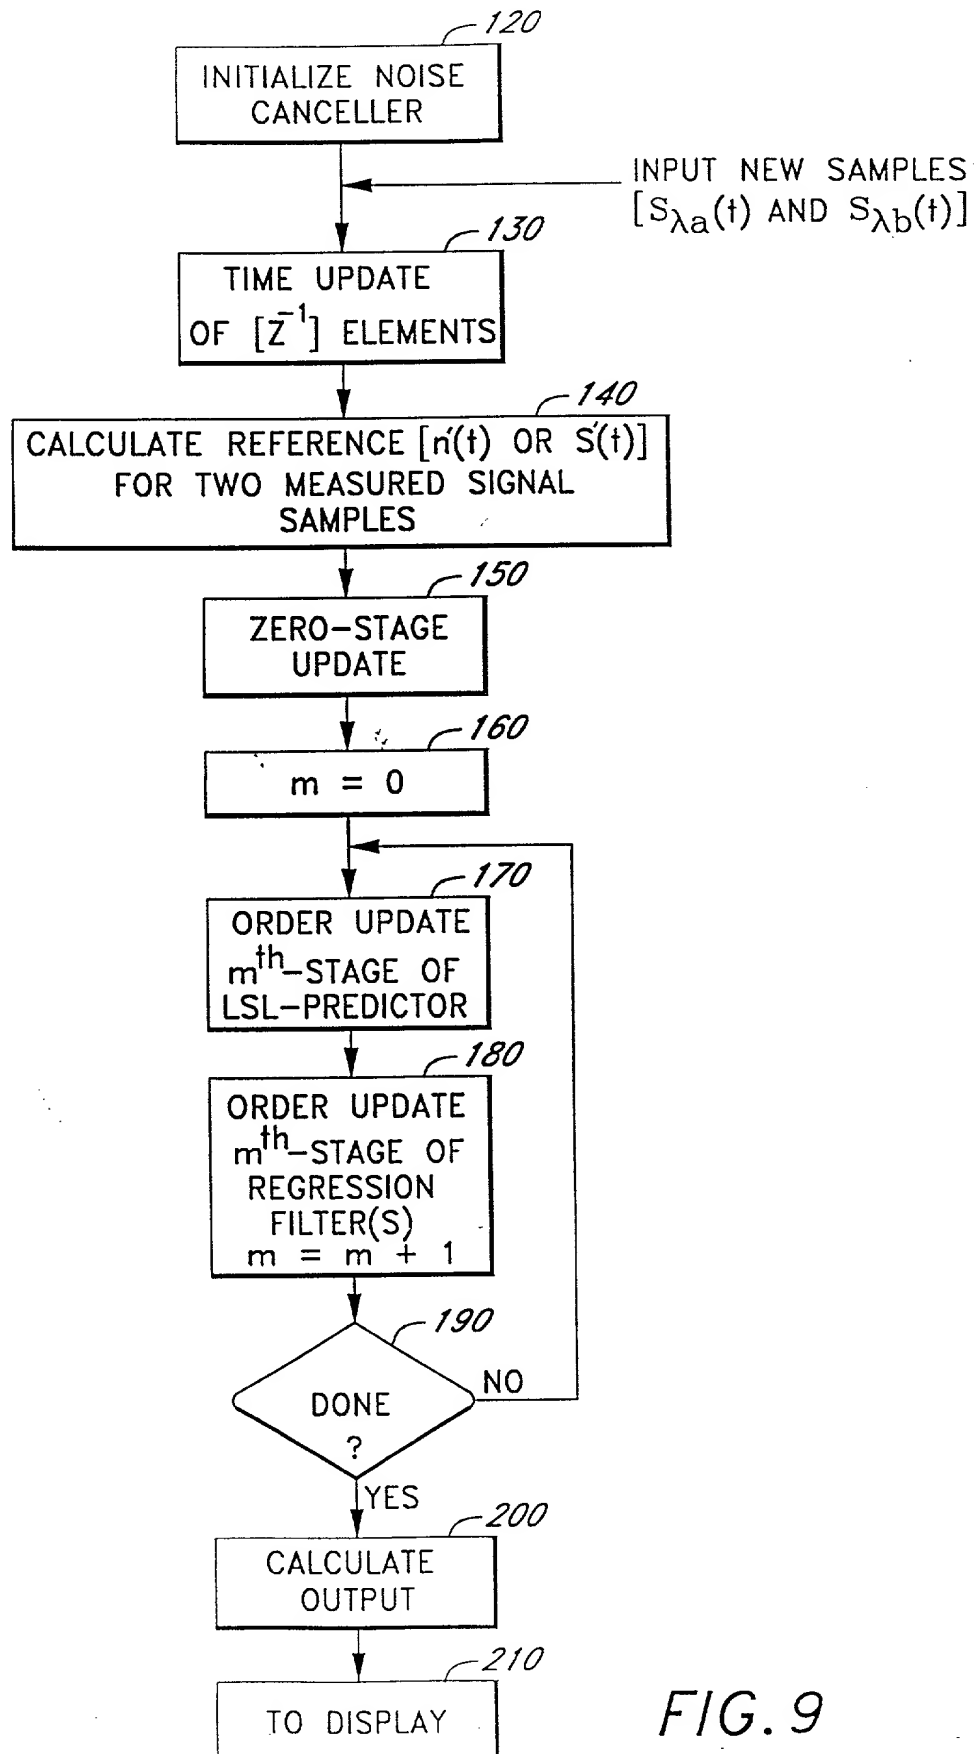 120
INITIALIZE NOISE
CANCELLER
INPUT NEW SAMPLES
[Sλa(t) AND Sλb(t)]
130
TIME UPDATE
OF [Z⁻¹] ELEMENTS
140
CALCULATE REFERENCE [n'(t) OR S'(t)]
FOR TWO MEASURED SIGNAL
SAMPLES
150
ZERO-STAGE
UPDATE
160
m = 0
170
ORDER UPDATE
mth-STAGE OF
LSL-PREDICTOR
180
ORDER UPDATE
mth-STAGE OF
REGRESSION
FILTER(S)
m = m + 1
190
DONE
?
NO
YES
200
CALCULATE
OUTPUT
210
TO DISPLAY
FIG. 9